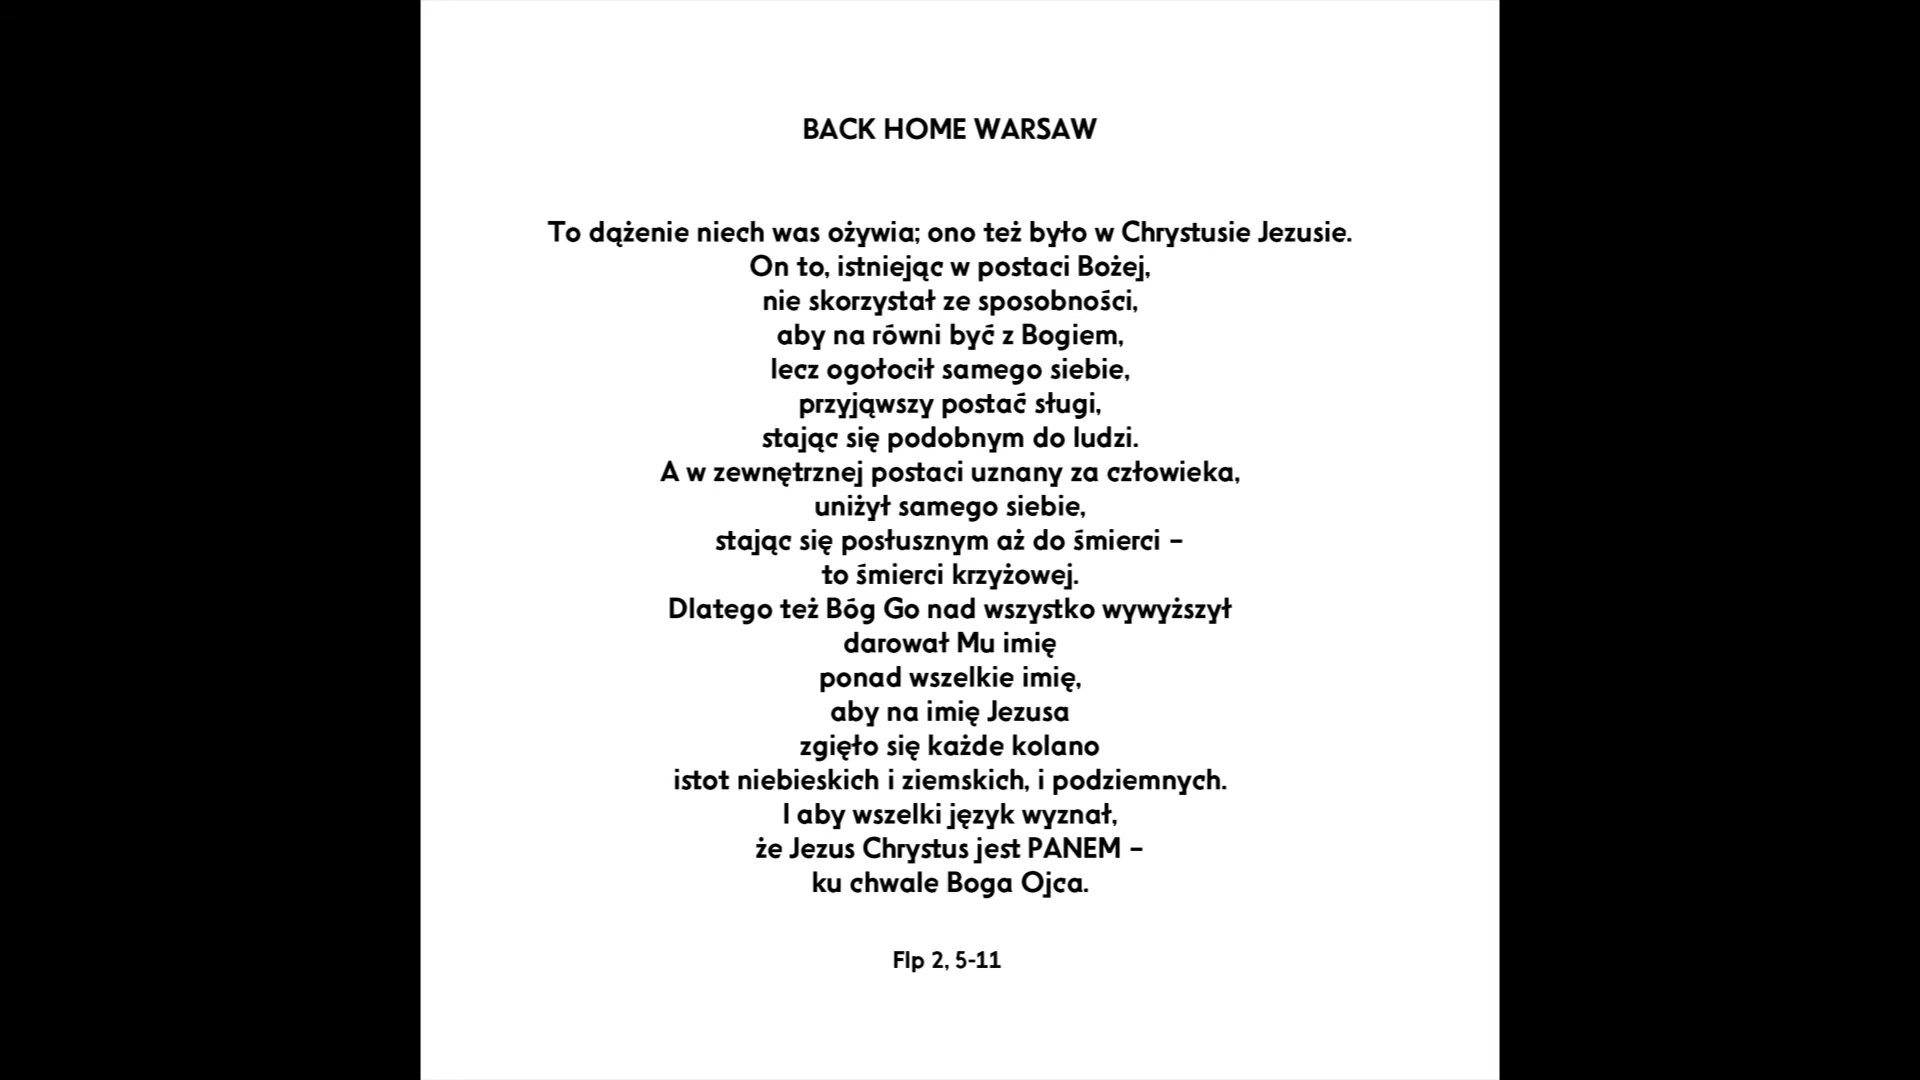 BACK HOME WARSAW
To dążenie niech was ożywia; ono też było w Chrystusie Jezusie.
On to, istniejąc w postaci Bożej,
nie skorzystał ze sposobności,
aby na równi być z Bogiem,
lecz ogołocił samego siebie,
przyjąwszy postać sługi,
stając się podobnym do ludzi.
A w zewnętrznej postaci uznany za człowieka,
uniżył samego siebie,
stając się posłusznym aż do śmierci –
to śmierci krzyżowej.
Dlatego też Bóg Go nad wszystko wywyższył
darował Mu imię
ponad wszelkie imię,
aby na imię Jezusa
zgięło się każde kolano
istot niebieskich i ziemskich, i podziemnych.
I aby wszelki język wyznał,
że Jezus Chrystus jest PANEM –
ku chwale Boga Ojca.
Flp 2, 5-11